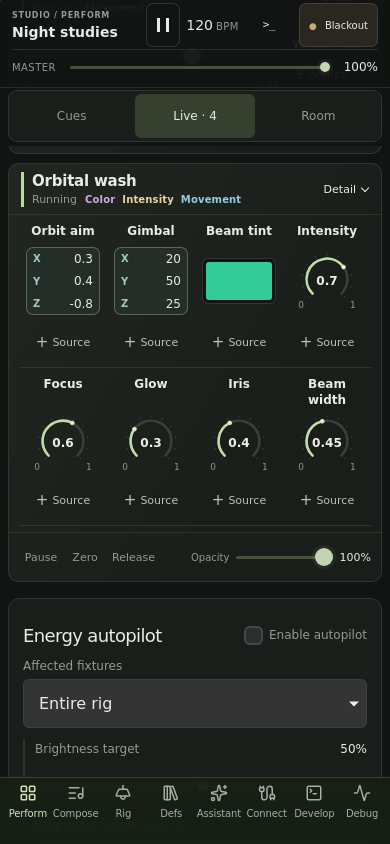 STUDIO / PERFORM
Night studies
120 BPM
>_
Blackout
MASTER
100%
Cues
Live · 4
Room
Orbital wash
Running Color Intensity Movement
Detail
Orbit aim
Gimbal
Beam tint
Intensity
X 0.3
Y 0.4
Z -0.8
X 20
Y 50
Z 25
0.7
0 1
+ Source
+ Source
+ Source
+ Source
Focus
Glow
Iris
Beam width
0.6
0.3
0.4
0.45
0 1
0 1
0 1
0 1
+ Source
+ Source
+ Source
+ Source
Pause
Zero
Release
Opacity
100%
Energy autopilot
Enable autopilot
Affected fixtures
Entire rig
Brightness target
50%
Perform
Compose
Rig
Defs
Assistant
Connect
Develop
Debug